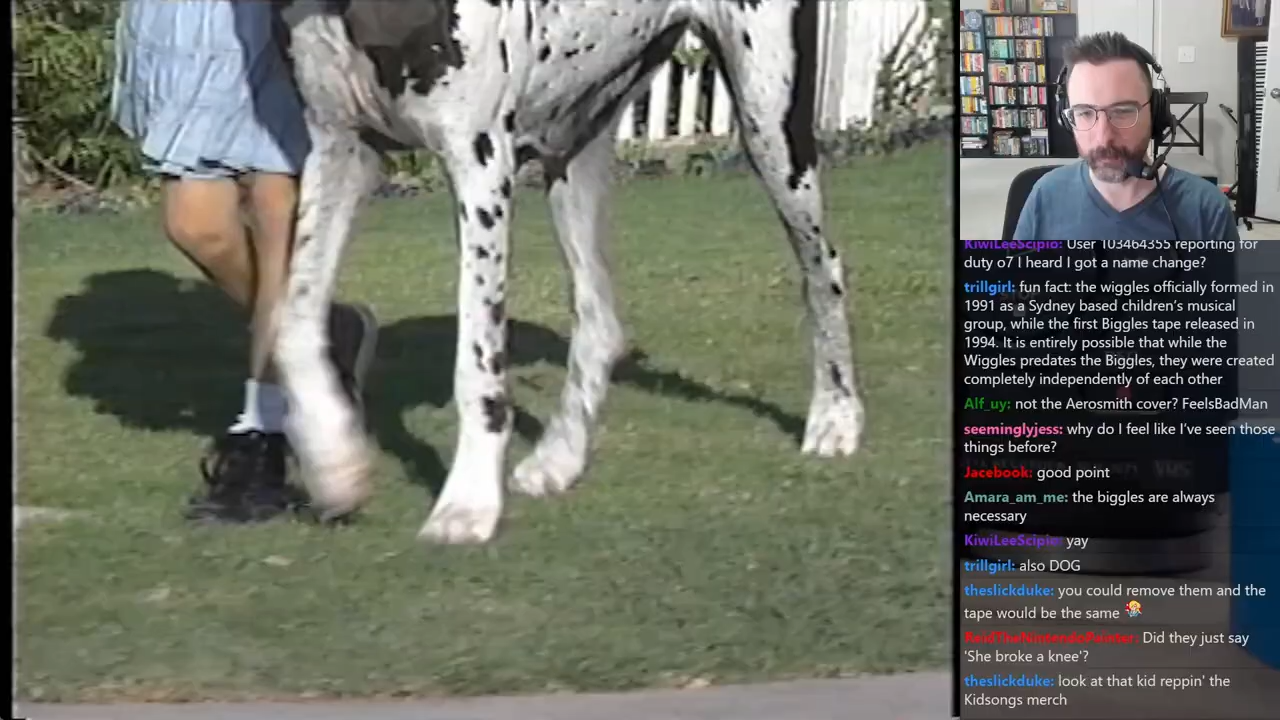 KiwiLeeScipio: User 103464355 reporting for
duty o7 I heard I got a name change?
trillgirl: fun fact: the wiggles officially formed in
1991 as a Sydney based children's musical
group, while the first Biggles tape released in
1994. It is entirely possible that while the
Wiggles predates the Biggles, they were created
completely independently of each other
Alf_uy: not the Aerosmith cover? FeelsBadMan
seeminglyjess: why do I feel like I've seen those
things before?
Jacebook: good point
Amara_am_me: the biggles are always
necessary
KiwiLeeScipio: yay
trillgirl: also DOG
theslickduke: you could remove them and the
tape would be the same
ReidTheNintendoPainter: Did they just say
'She broke a knee'?
theslickduke: look at that kid reppin' the
Kidsongs merch